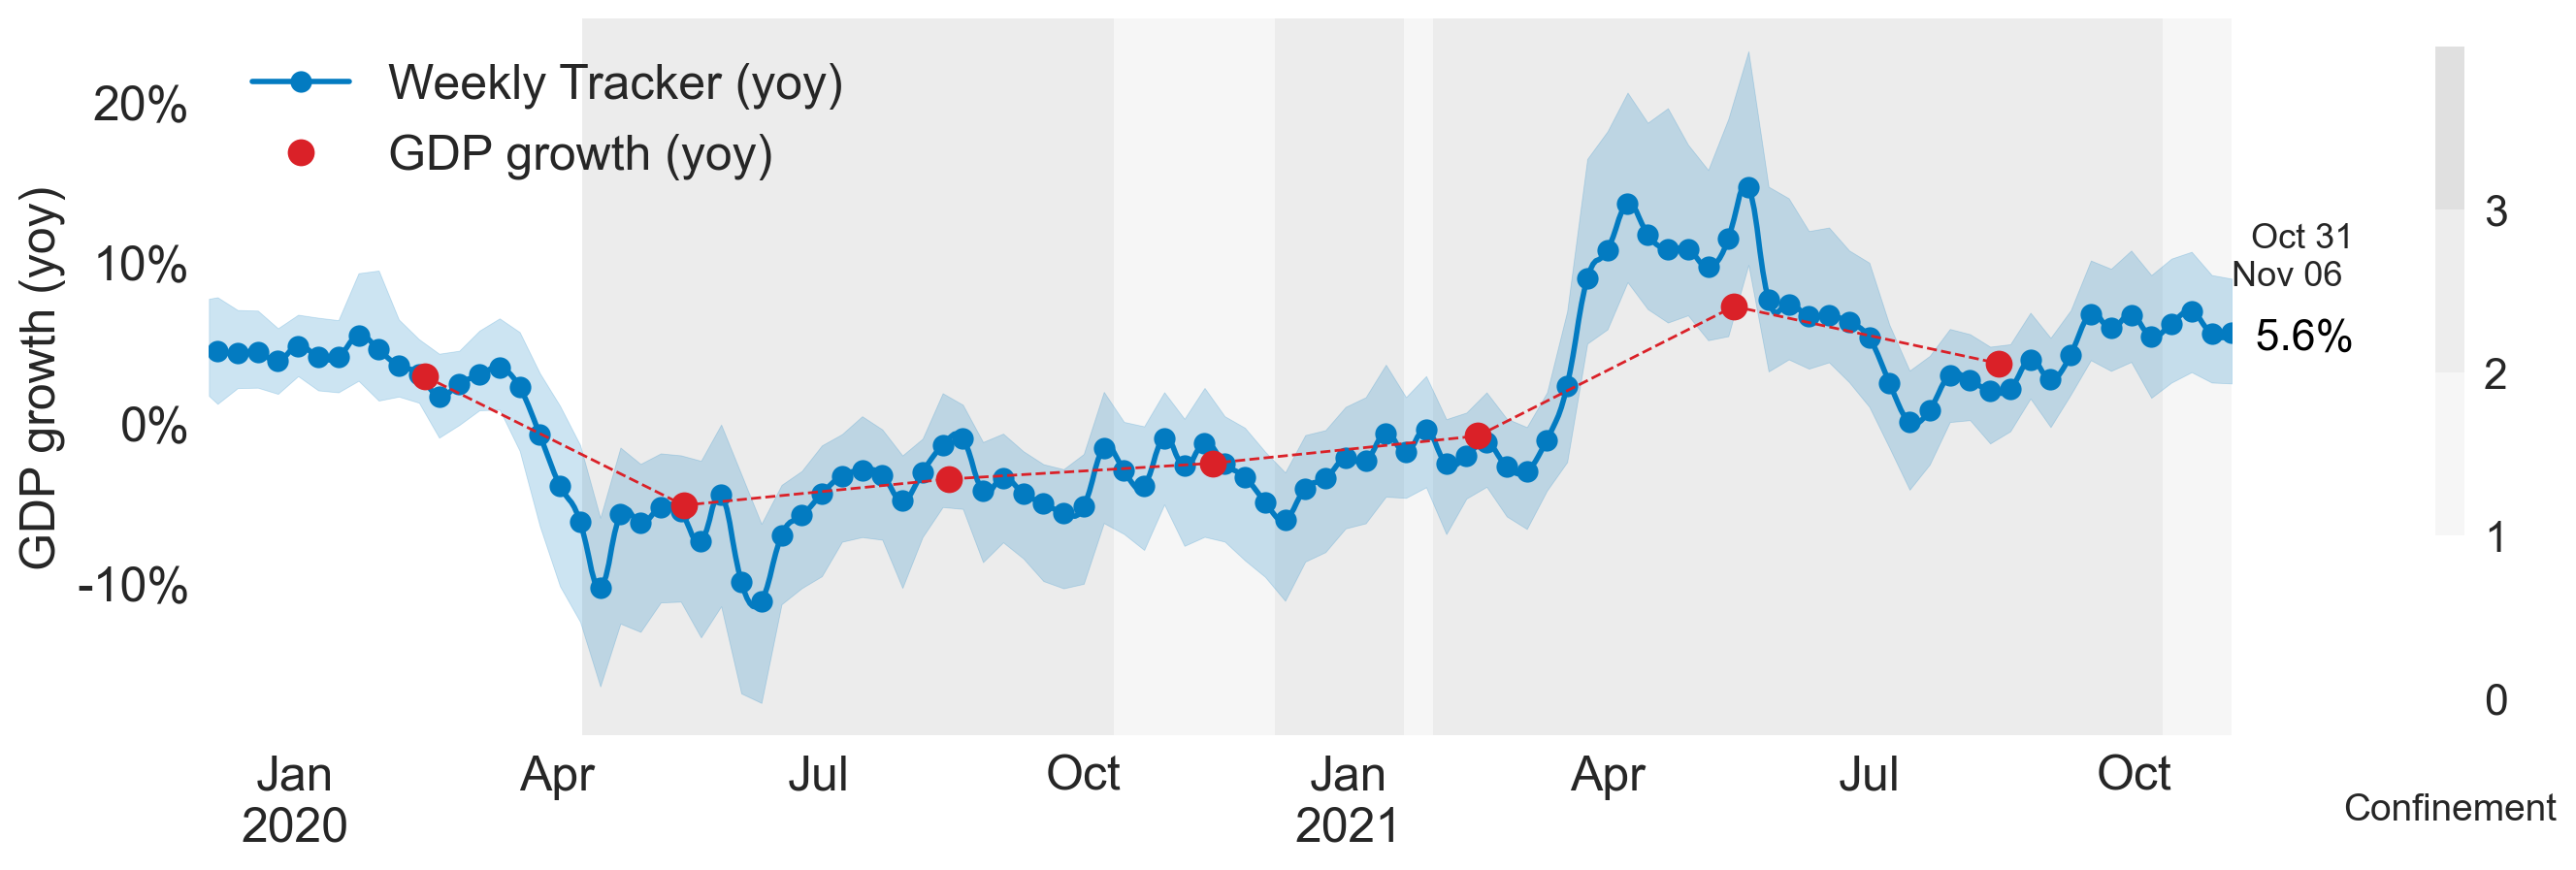 Weekly Tracker (yoy)
GDP growth (yoy)
GDP growth (yoy)
20%
10%
0%
-10%
Jan
2020
Apr
Jul
Oct
Jan
2021
Apr
Jul
Oct
Oct 31
Nov 06
5.6%
3
2
1
0
Confinement